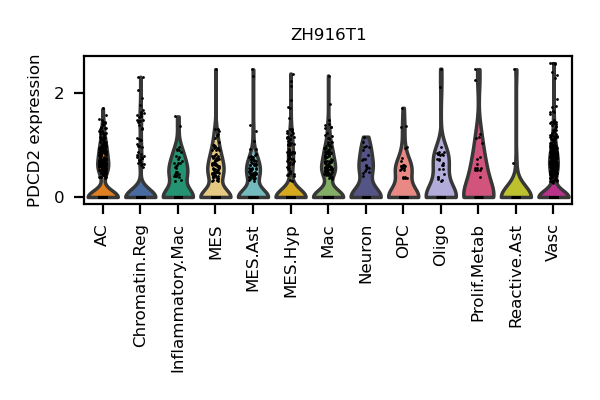 ZH916T1
PDCD2 expression
2
0
AC
Chromatin.Reg
Inflammatory.Mac
MES
MES.Ast
MES.Hyp
Mac
Neuron
OPC
Oligo
Prolif.Metab
Reactive.Ast
Vasc